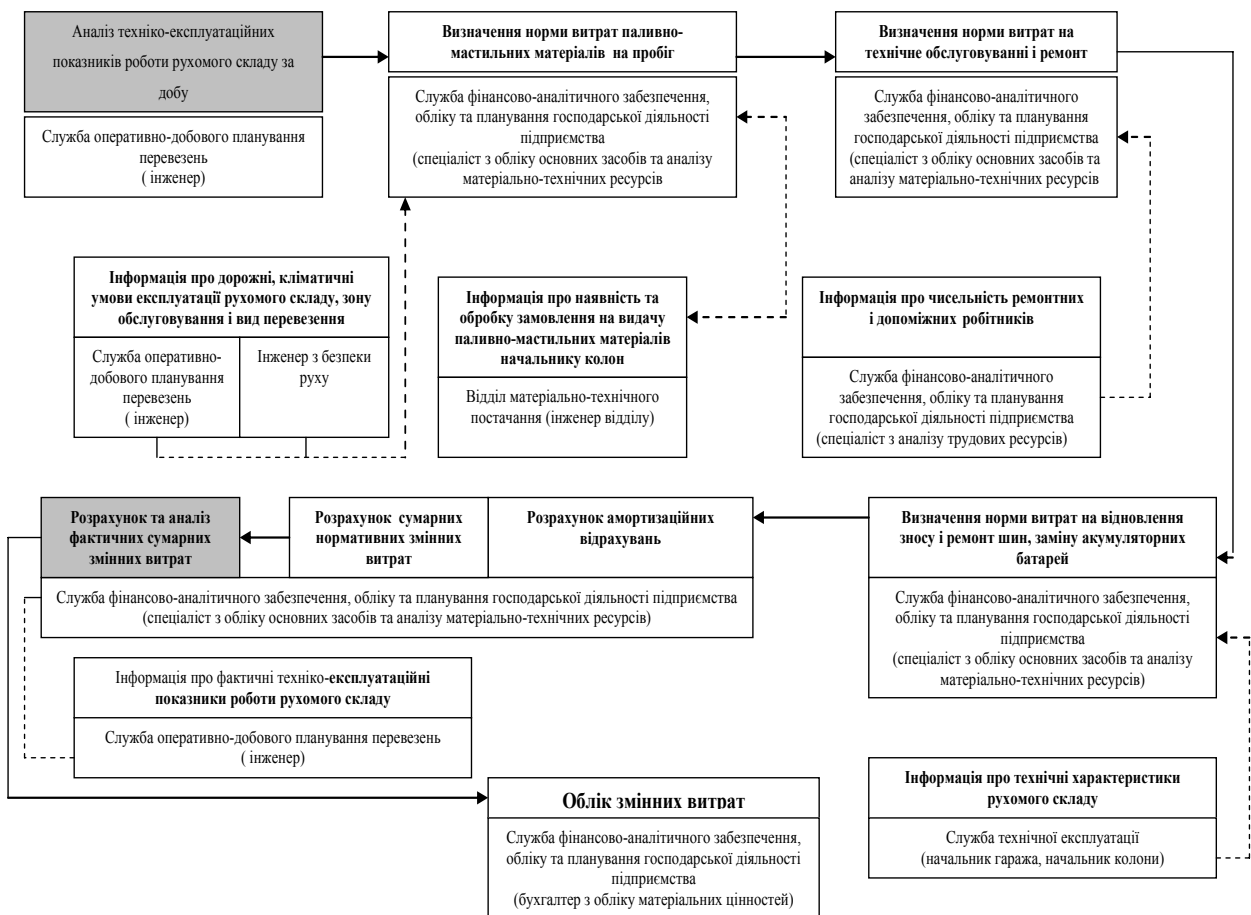 Аналіз техніко-експлуатаційних
показників роботи рухомого складу за
добу
Служба оперативно-добового планування
перевезень
( інженер)
Визначення норми витрат паливно-
мастильних матеріалів на пробіг
Служба фінансово-аналітичного забезпечення,
обліку та планування господарської діяльності
підприємства
(спеціаліст з обліку основних засобів та аналізу
матеріально-технічних ресурсів
Визначення норми витрат на
технічне обслуговуванні і ремонт
Служба фінансово-аналітичного
забезпечення, обліку та планування
господарської діяльності підприємства
(спеціаліст з обліку основних засобів та
аналізу матеріально-технічних ресурсів
Інформація про дорожні, кліматичні
умови експлуатації рухомого складу, зону
обслуговування і вид перевезення
Служба оперативно-
добового планування
перевезень
( інженер)
Інженер з безпеки
руху
Інформація про наявність та
обробку замовлення на видачу
паливно-мастильних матеріалів
начальнику колон
Відділ матеріально-технічного
постачання (інженер відділу)
Інформація про чисельність ремонтних
і допоміжних робітників
Служба фінансово-аналітичного
забезпечення, обліку та планування
господарської діяльності підприємства
(спеціаліст з аналізу трудових ресурсів)
Розрахунок та аналіз
фактичних сумарних
змінних витрат
Розрахунок сумарних
нормативних змінних
витрат
Розрахунок амортизаційних
відрахувань
Служба фінансово-аналітичного забезпечення, обліку та планування господарської діяльності підприємства
(спеціаліст з обліку основних засобів та аналізу матеріально-технічних ресурсів)
Визначення норми витрат на відновлення
зносу і ремонт шин, заміну акумуляторних
батарей
Служба фінансово-аналітичного забезпечення,
обліку та планування господарської діяльності
підприємства
(спеціаліст з обліку основних засобів та аналізу
матеріально-технічних ресурсів)
Інформація про фактичні техніко-експлуатаційні
показники роботи рухомого складу
Служба оперативно-добового планування перевезень
( інженер)
Облік змінних витрат
Служба фінансово-аналітичного забезпечення,
обліку та планування господарської діяльності
підприємства
(бухгалтер з обліку матеріальних цінностей)
Інформація про технічні характеристики
рухомого складу
Служба технічної експлуатації
(начальник гаража, начальник колони)